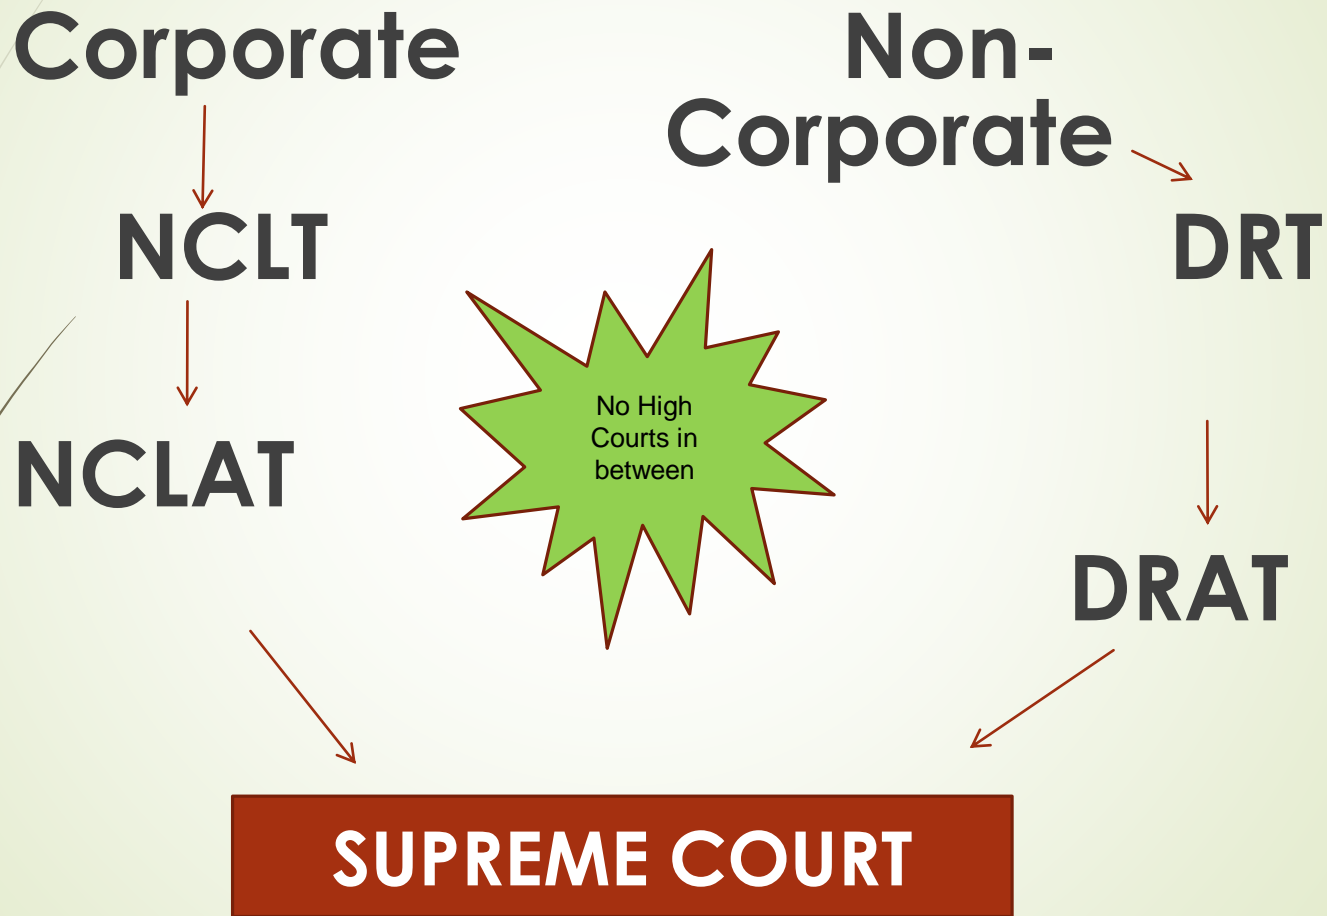 Corporate
Non-
Corporate
NCLT
DRT
No High
Courts in
between
NCLAT
DRAT
SUPREME COURT